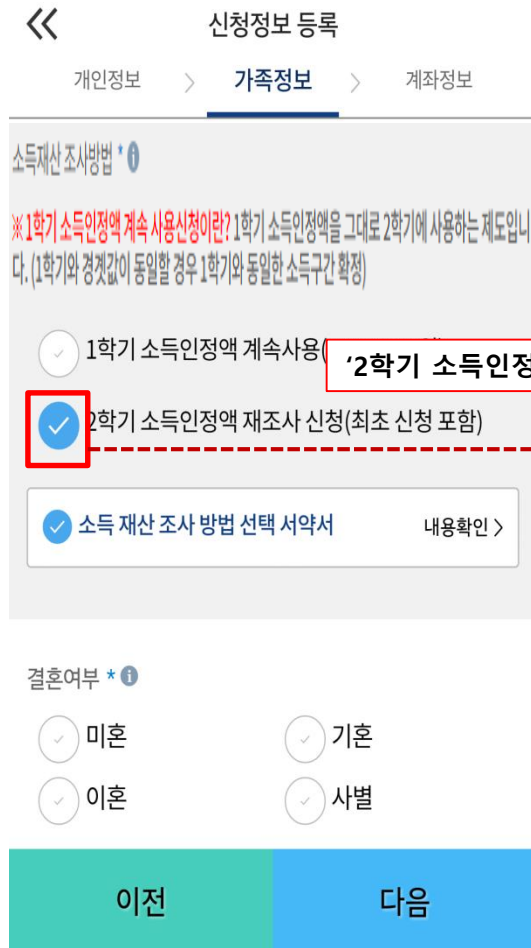 신청정보 등록
개인정보 > 가족정보 > 계좌정보
소득재산 조사방법 *
※1학기 소득인정액 계속 사용신청이란? 1학기 소득인정액을 그대로 2학기에 사용하는 제도입니
다. (1학기와 경곗값이 동일할 경우 1학기와 동일한 소득구간 확정)
1학기 소득인정액 계속사용(
‘2학기 소득인정
2학기 소득인정액 재조사 신청(최초 신청 포함)
소득 재산 조사 방법 선택 서약서 내용확인 >
결혼여부 *
미혼 기혼
이혼 사별
이전 다음